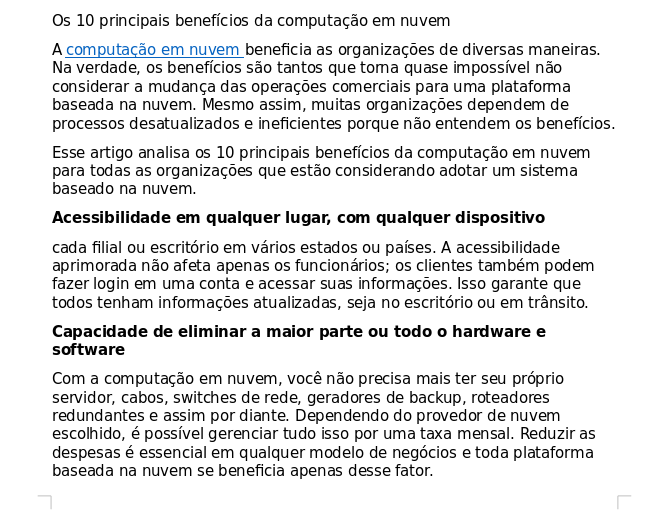 Os 10 principais benefícios da computação em nuvem
A computação em nuvem beneficia as organizações de diversas maneiras.
Na verdade, os benefícios são tantos que torna quase impossível não
considerar a mudança das operações comerciais para uma plataforma
baseada na nuvem. Mesmo assim, muitas organizações dependem de
processos desatualizados e ineficientes porque não entendem os benefícios.
Esse artigo analisa os 10 principais benefícios da computação em nuvem
para todas as organizações que estão considerando adotar um sistema
baseado na nuvem.
Acessibilidade em qualquer lugar, com qualquer dispositivo
cada filial ou escritório em vários estados ou países. A acessibilidade
aprimorada não afeta apenas os funcionários; os clientes também podem
fazer login em uma conta e acessar suas informações. Isso garante que
todos tenham informações atualizadas, seja no escritório ou em trânsito.
Capacidade de eliminar a maior parte ou todo o hardware e
software
Com a computação em nuvem, você não precisa mais ter seu próprio
servidor, cabos, switches de rede, geradores de backup, roteadores
redundantes e assim por diante. Dependendo do provedor de nuvem
escolhido, é possível gerenciar tudo isso por uma taxa mensal. Reduzir as
despesas é essencial em qualquer modelo de negócios e toda plataforma
baseada na nuvem se beneficia apenas desse fator.